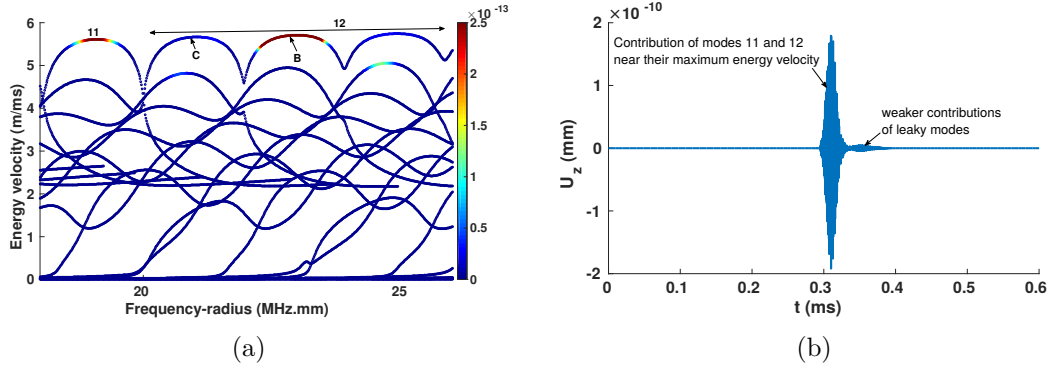 ×10 -13
6
5
4
3
2
1
0
Energy velocity (m/ms)
11
12
C
B
2.5
2
1.5
1
0.5
0
20
25
Frequency-radius (MHz.mm)
(a)
2 ×10 -10
1
0
-1
-2
U z (mm)
Contribution of modes 11 and 12
near their maximum energy velocity
weaker contributions
of leaky modes
0 0.1 0.2 0.3 0.4 0.5 0.6
t (ms)
(b)